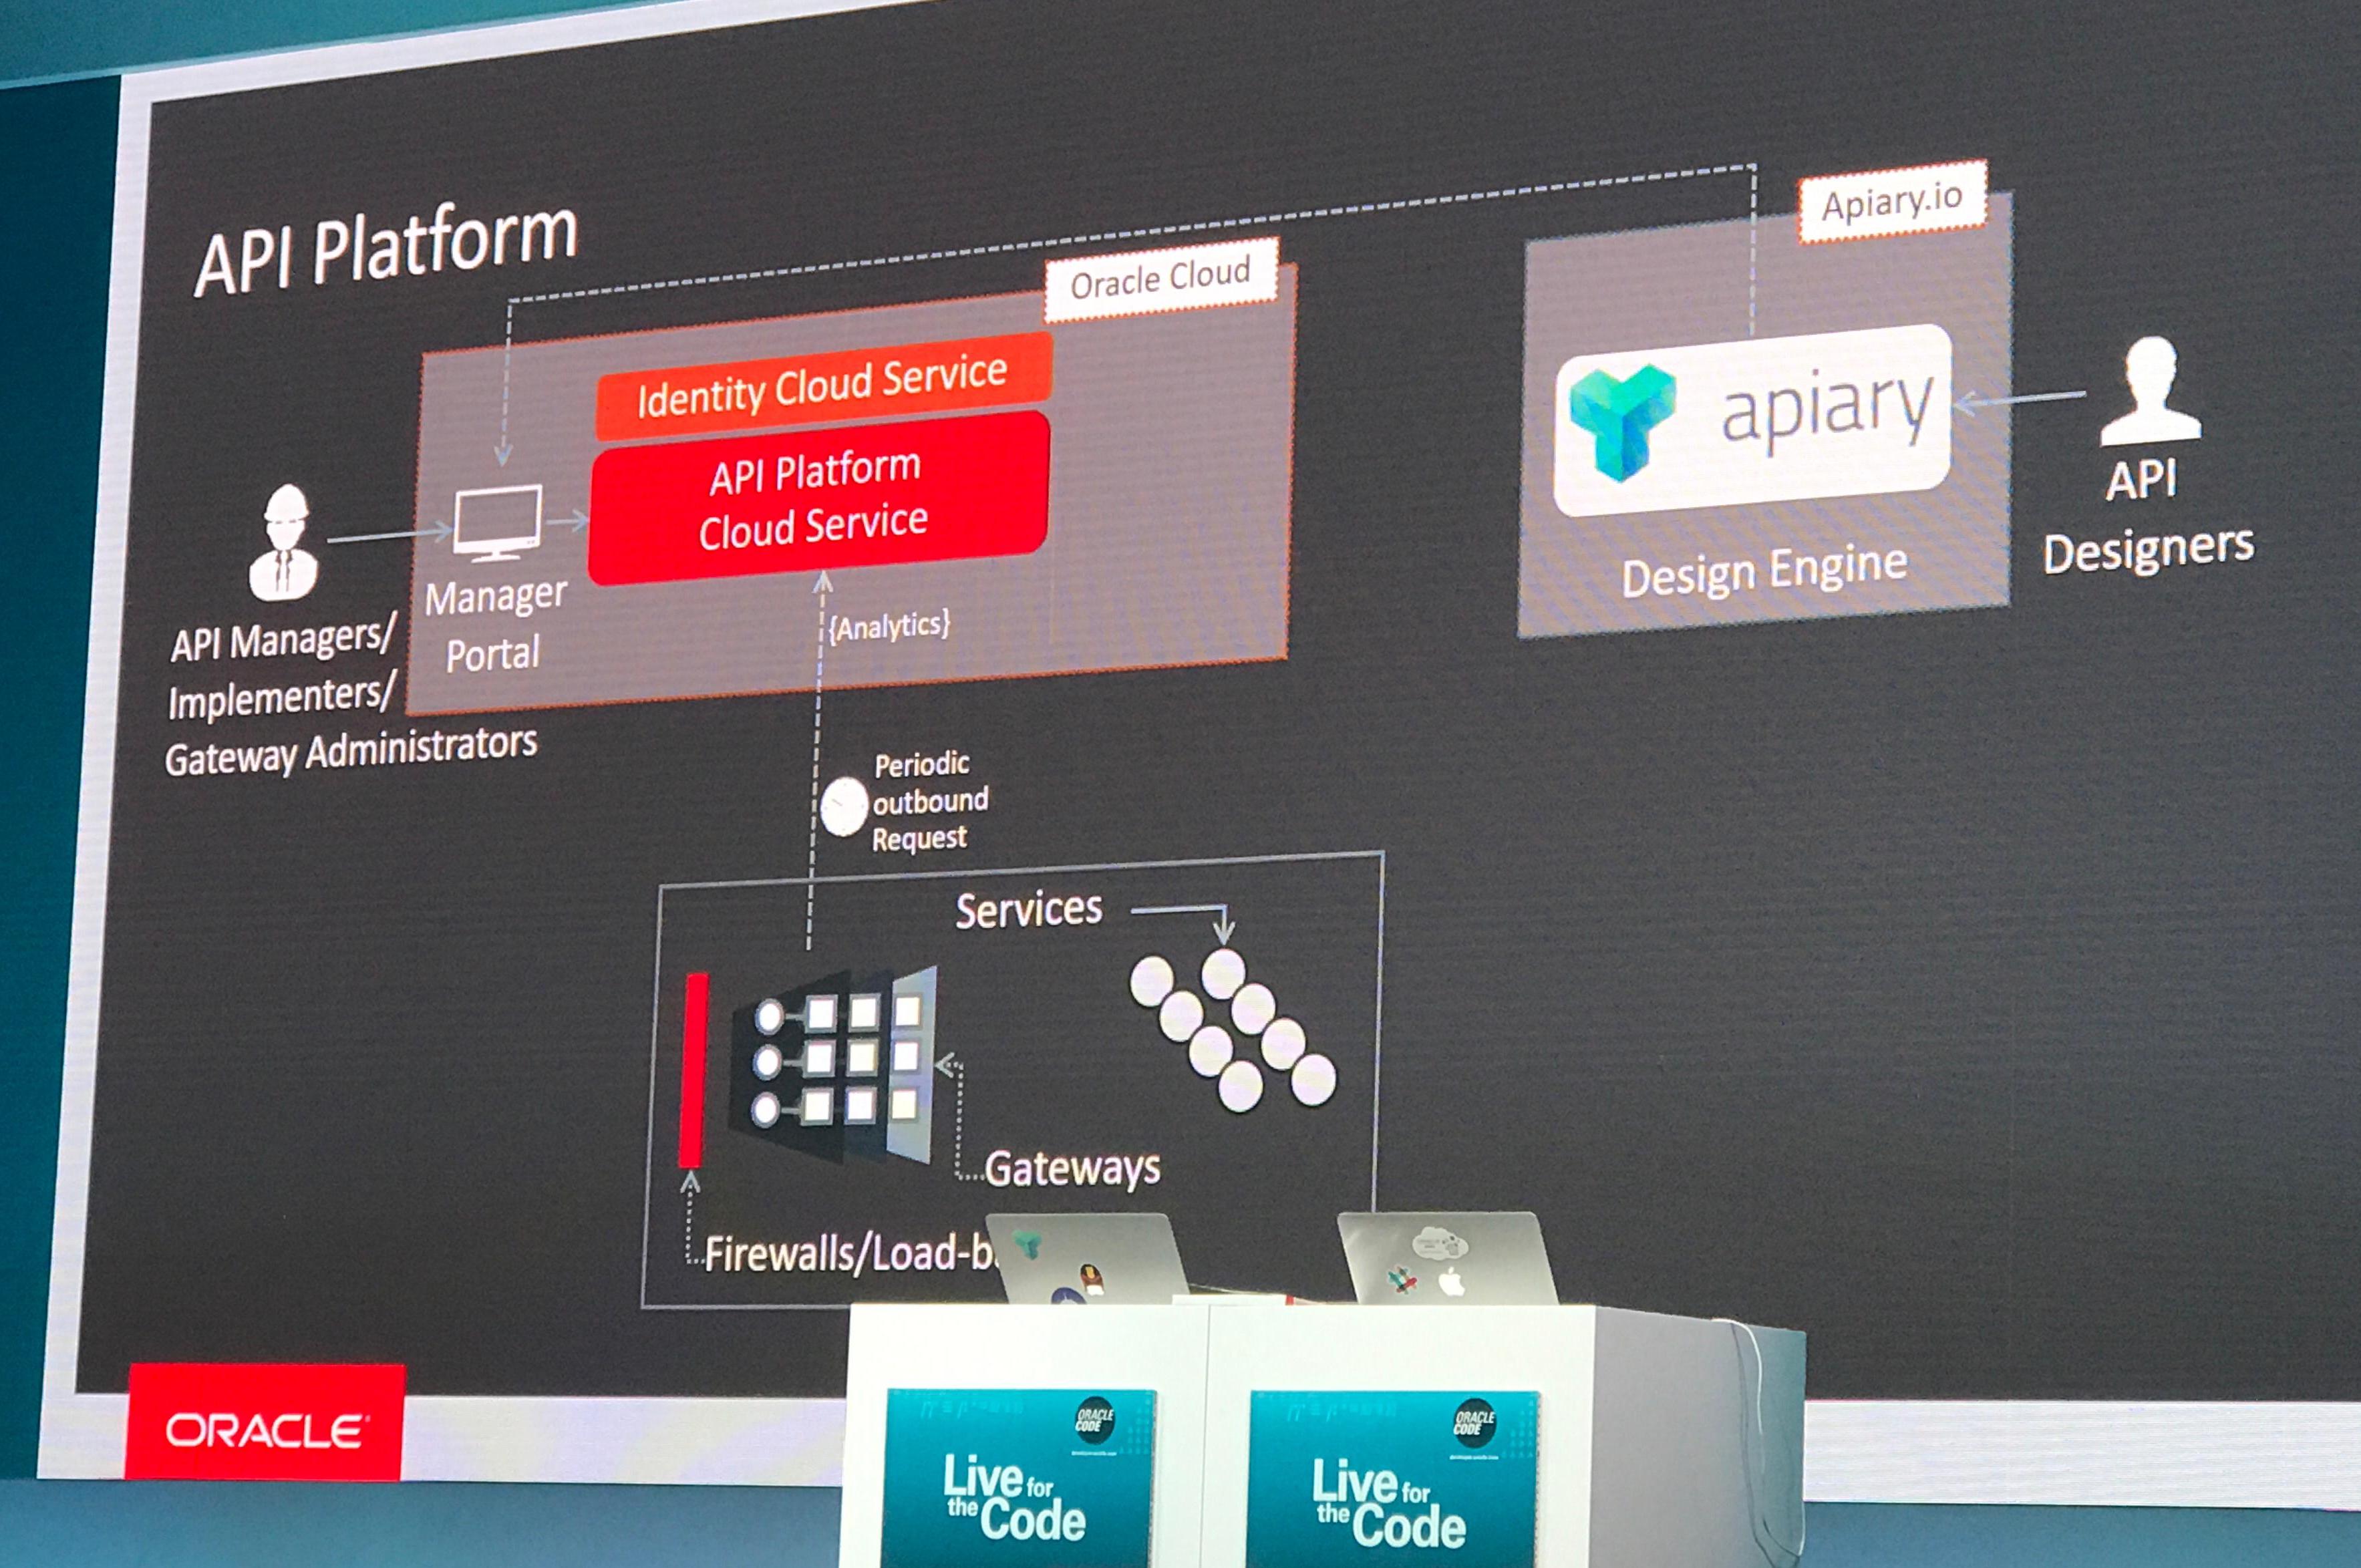 API Platform
Apiary.io
Oracle Cloud
Identity Cloud Service
API Platform
Cloud Service
apiary
Design Engine
API
Designers
Manager
Portal
API Managers/
Implementers/
Gateway Administrators
{Analytics}
Periodic
outbound
Request
Services
Gateways
Firewalls/Load-b
ORACLE
ORACLE
CODE
Live for
the Code
ORACLE
CODE
Live for
the Code